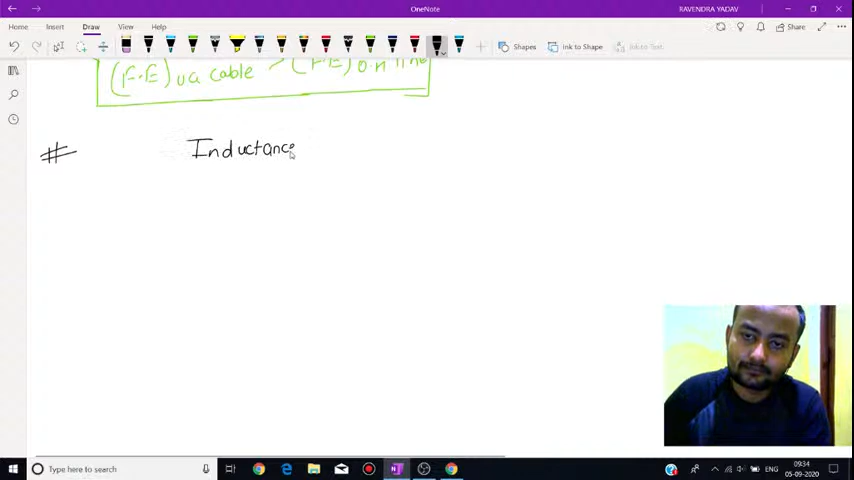 OneNote
RAVENDRA YADAV
Home Insert Draw View Help
Share
Shapes Ink to Shape Ink to Text
(F.E) UG cable > (F.E) O.H line
# Inductance
Type here to search
ENG
09:34
05-09-2020